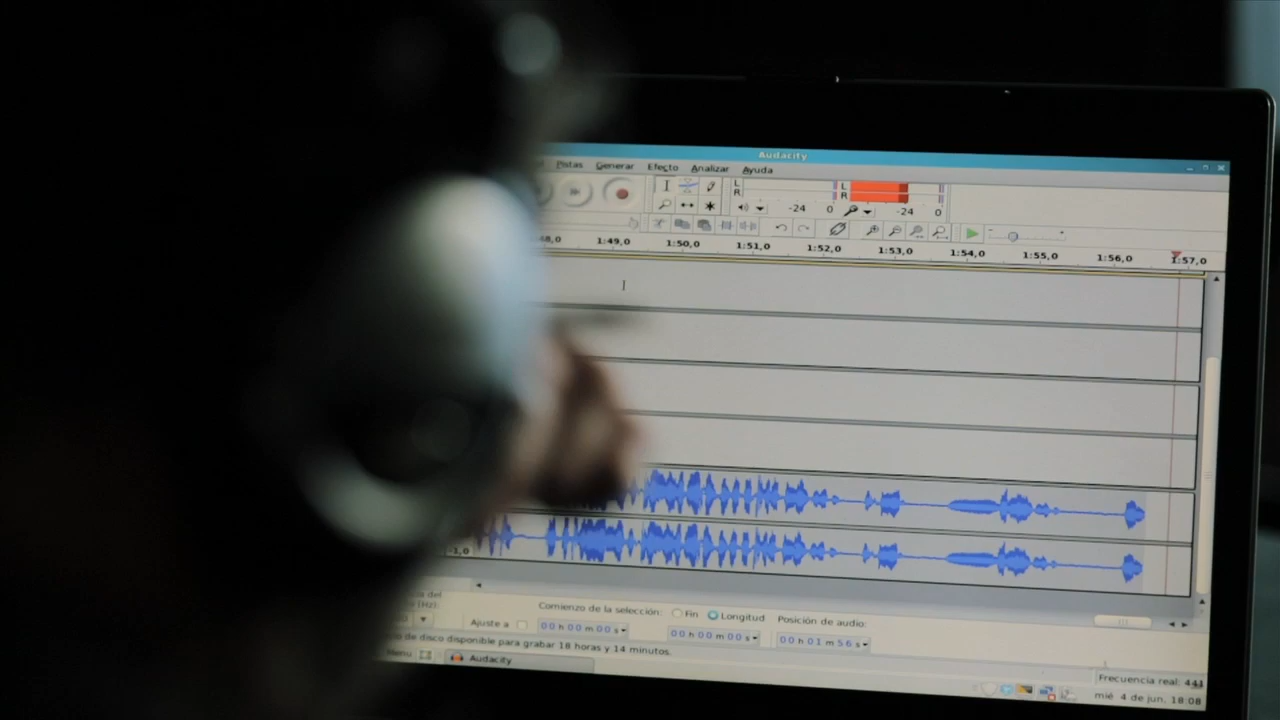 Audacity
Pistas Generar Efecto Analizar Ayuda
L
R
-24 0
L
R
-24 0
1:49,0 1:50,0 1:51,0 1:52,0 1:53,0 1:54,0 1:55,0 1:56,0 1:57,0
-1,0
Comienzo de la selección: Fin Longitud Posición de audio:
Ajuste a 00 h 00 m 00 s 00 h 00 m 00 s 00 h 01 m 56 s
de disco disponible para grabar 18 horas y 14 minutos.
Frecuencia real: 441
Menu Audacity
mié 4 de jun, 18:08